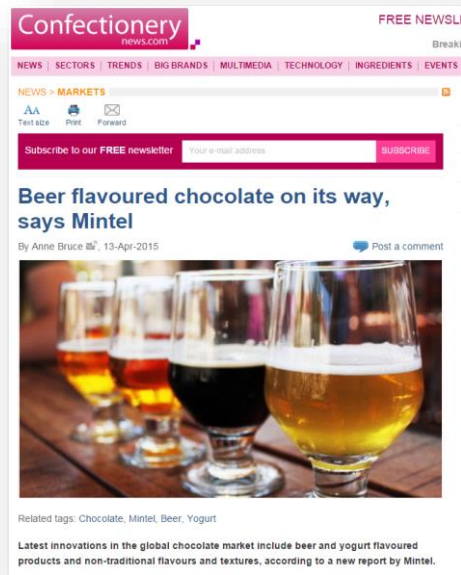 Confectionery
news.com
FREE NEWSL
Breaki
NEWS | SECTORS | TRENDS | BIG BRANDS | MULTIMEDIA | TECHNOLOGY | INGREDIENTS | EVENTS
NEWS > MARKETS
AA
Text size Print Forward
Subscribe to our FREE newsletter Your e-mail address SUBSCRIBE
Beer flavoured chocolate on its way,
says Mintel
By Anne Bruce, 13-Apr-2015 Post a comment
Related tags: Chocolate, Mintel, Beer, Yogurt
Latest innovations in the global chocolate market include beer and yogurt flavoured
products and non-traditional flavours and textures, according to a new report by Mintel.